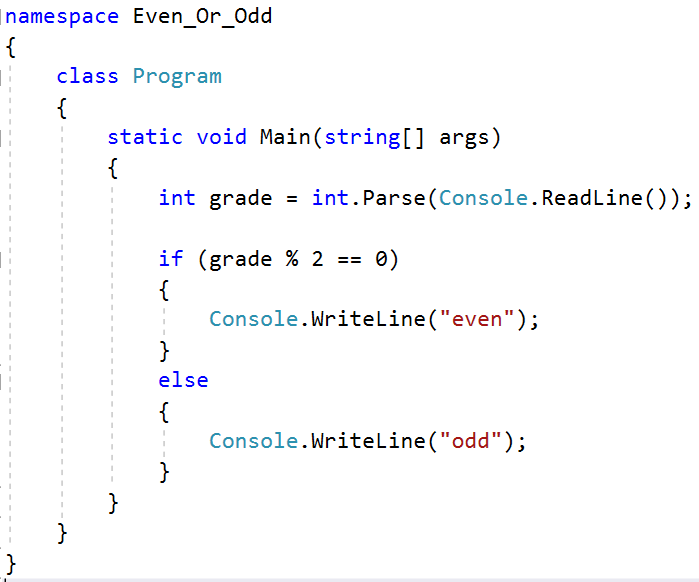 namespace Even_Or_Odd
{
    class Program
    {
        static void Main(string[] args)
        {
            int grade = int.Parse(Console.ReadLine());

            if (grade % 2 == 0)
            {
                Console.WriteLine("even");
            }
            else
            {
                Console.WriteLine("odd");
            }
        }
    }
}